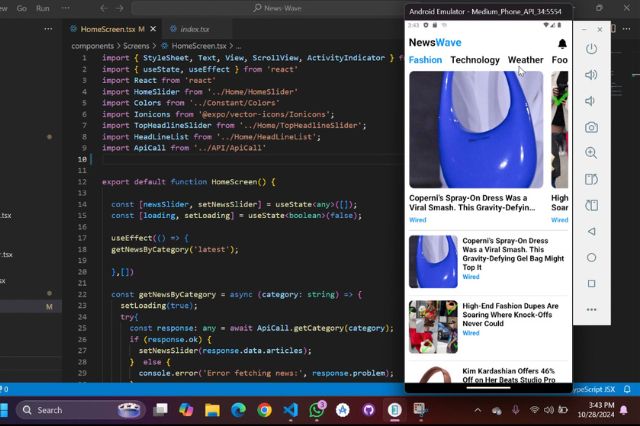 Run
News-Wave
HomeScreen.tsx M
index.tsx
components > Screens > HomeScreen.tsx > ...
1 import { StyleSheet, Text, View, ScrollView, ActivityIndicator }
2 import { useState, useEffect } from 'react'
3 import React from 'react'
4 import HomeSlider from '../Home/HomeSlider'
5 import Colors from '../Constant/Colors'
6 import Ionicons from '@expo/vector-icons/Ionicons';
7 import TopHeadlineSlider from '../Home/TopHeadlineSlider';
8 import HeadLineList from '../Home/HeadLineList';
9 import ApiCall from '../API/ApiCall'
10
11
12 export default function HomeScreen() {
13
14 const [newsSlider, setNewsSlider] = useState<any>([]);
15 const [loading, setLoading] = useState<boolean>(false);
16
17 useEffect(() => {
18 getNewsByCategory('latest');
19
20 },[])
21
22 const getNewsByCategory = async (category: string) => {
23 setLoading(true);
24 try{
25 const response: any = await ApiCall.getCategory(category);
26 if (response.ok) {
27 setNewsSlider(response.data.articles);
28 } else {
29 console.error('Error fetching news:', response.problem);
30 }
.tsx
M
Android Emulator - Medium_Phone_API_34:5554
3:43
NewsWave
Fashion Technology Weather Foo
Coperni's Spray-On Dress Was a
Viral Smash. This Gravity-Defyin...
Wired
High
Soar
Wired
Coperni's Spray-On Dress
Was a Viral Smash. This
Gravity-Defying Gel Bag Might
Top It
Wired
High-End Fashion Dupes Are
Soaring Where Knock-Offs
Never Could
Wired
Kim Kardashian Offers 46%
Off on Her Beats Studio Pro
0
TypeScript JSX
Search
3
3:43 PM
10/28/2024